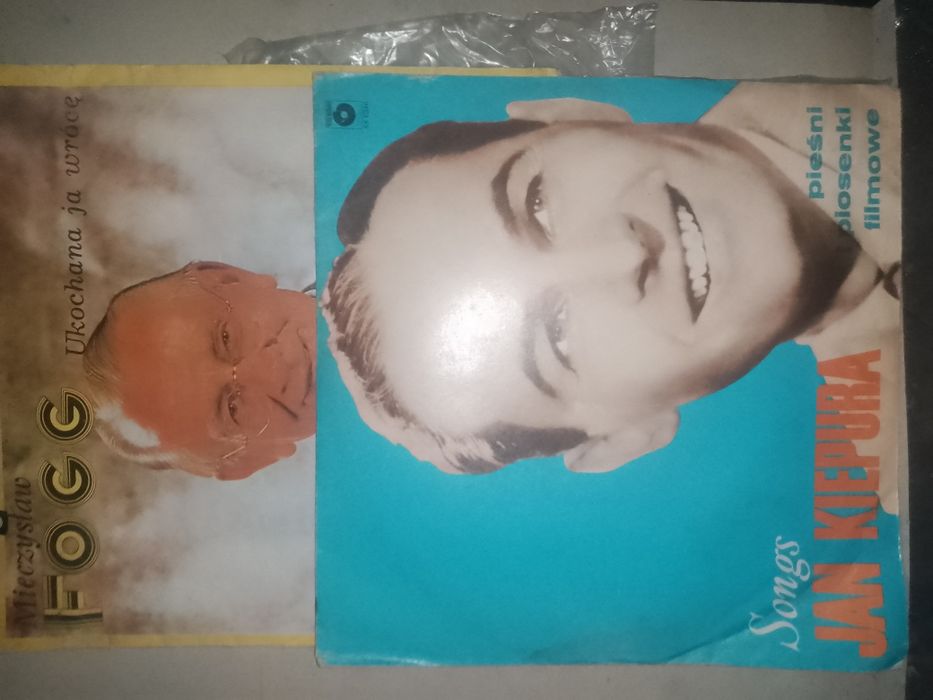 Mieczysław
FOGG
Ukochana ja wrócę
pieśni
piosenki
filmowe
Songs
JAN KIEPURA